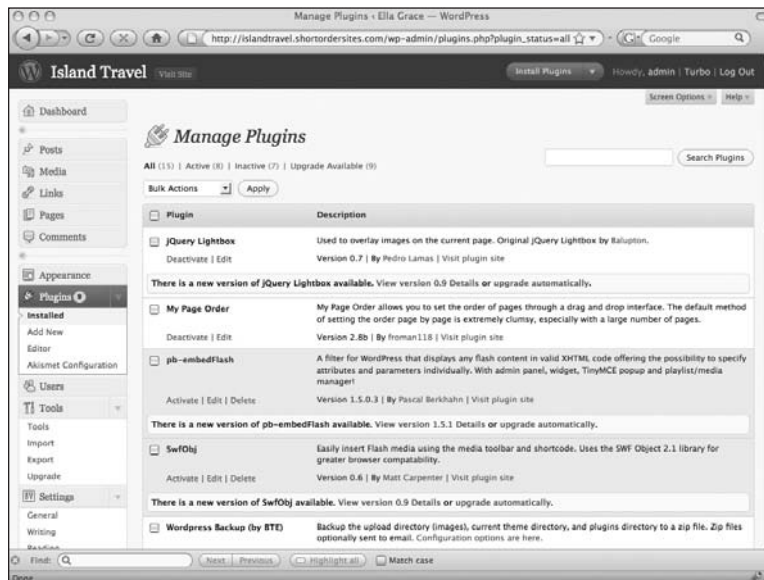 Manage Plugins ‹ Ella Grace — WordPress
http://islandtravel.shortordersites.com/wp-admin/plugins.php?plugin_status=all
Google
Island Travel
Visit Site
Install Plugins
Howdy, admin | Turbo | Log Out
Screen Options
Help
Dashboard
Posts
Media
Links
Pages
Comments
Appearance
Plugins 9
Installed
Add New
Editor
Akismet Configuration
Users
Tools
Tools
Import
Export
Upgrade
Settings
General
Writing
Reading
Manage Plugins
All (15) | Active (8) | Inactive (7) | Upgrade Available (9)
Search Plugins
Bulk Actions
Apply
Plugin Description
jQuery Lightbox
Used to overlay images on the current page. Original jQuery Lightbox by Balupton.
Deactivate | Edit
Version 0.7 | By Pedro Lamas | Visit plugin site
There is a new version of jQuery Lightbox available. View version 0.9 Details or upgrade automatically.
My Page Order
My Page Order allows you to set the order of pages through a drag and drop interface. The default method
of setting the order page by page is extremely clumsy, especially with a large number of pages.
Deactivate | Edit
Version 2.8b | By froman118 | Visit plugin site
pb-embedFlash
A filter for WordPress that displays any flash content in valid XHTML code offering the possibility to specify
attributes and parameters individually. With admin panel, widget, TinyMCE popup and playlist/media
manager!
Activate | Edit | Delete
Version 1.5.0.3 | By Pascal Berkhahn | Visit plugin site
There is a new version of pb-embedFlash available. View version 1.5.1 Details or upgrade automatically.
SwfObj
Easily insert Flash media using the media toolbar and shortcode. Uses the SWF Object 2.1 library for
greater browser compatability.
Activate | Edit | Delete
Version 0.6 | By Matt Carpenter | Visit plugin site
There is a new version of SwfObj available. View version 0.9 Details or upgrade automatically.
Wordpress Backup (by BTE)
Backup the upload directory (images), current theme directory, and plugins directory to a zip file. Zip files
optionally sent to email. Configuration options are here.
Find:
Next
Previous
Highlight all
Match case
Done